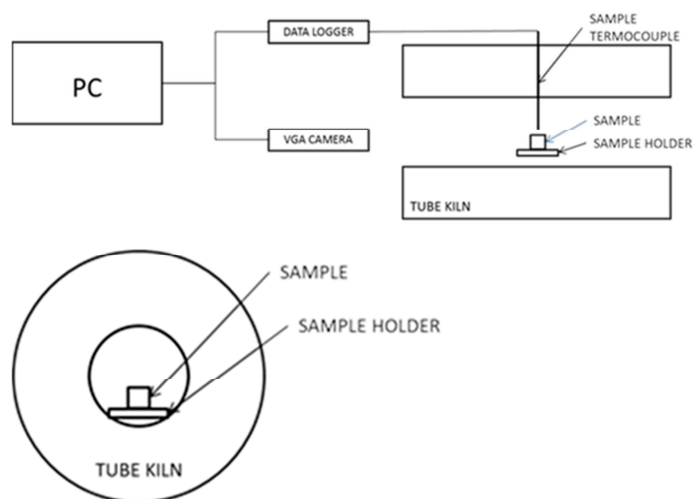 SAMPLE
TERMOCOUPLE
DATA LOGGER
PC
SAMPLE
VGA CAMERA
SAMPLE HOLDER
TUBE KILN
SAMPLE
SAMPLE HOLDER
TUBE KILN